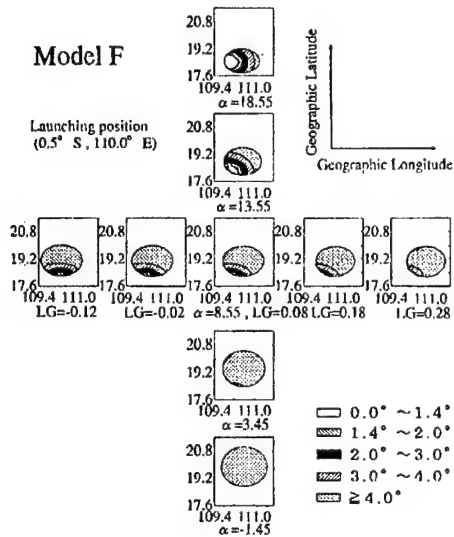 Model F
Launching position
(0.5° S , 110.0° E)
20.8
19.2
17.6
109.4 111.0
α=18.55
Geographic Latitude
Geographic Longitude
20.8
19.2
17.6
109.4 111.0
α=13.55
20.8
19.2
17.6
109.4 111.0
LG=-0.12
20.8
19.2
17.6
109.4 111.0
LG=-0.02
20.8
19.2
17.6
109.4 111.0
α=8.55 , LG=0.08
20.8
19.2
17.6
109.4 111.0
LG=0.18
20.8
19.2
17.6
109.4 111.0
LG=0.28
20.8
19.2
17.6
109.4 111.0
α=3.45
20.8
19.2
17.6
109.4 111.0
α=-1.45
0.0° ～1.4°
1.4° ～2.0°
2.0° ～3.0°
3.0° ～4.0°
≥4.0°